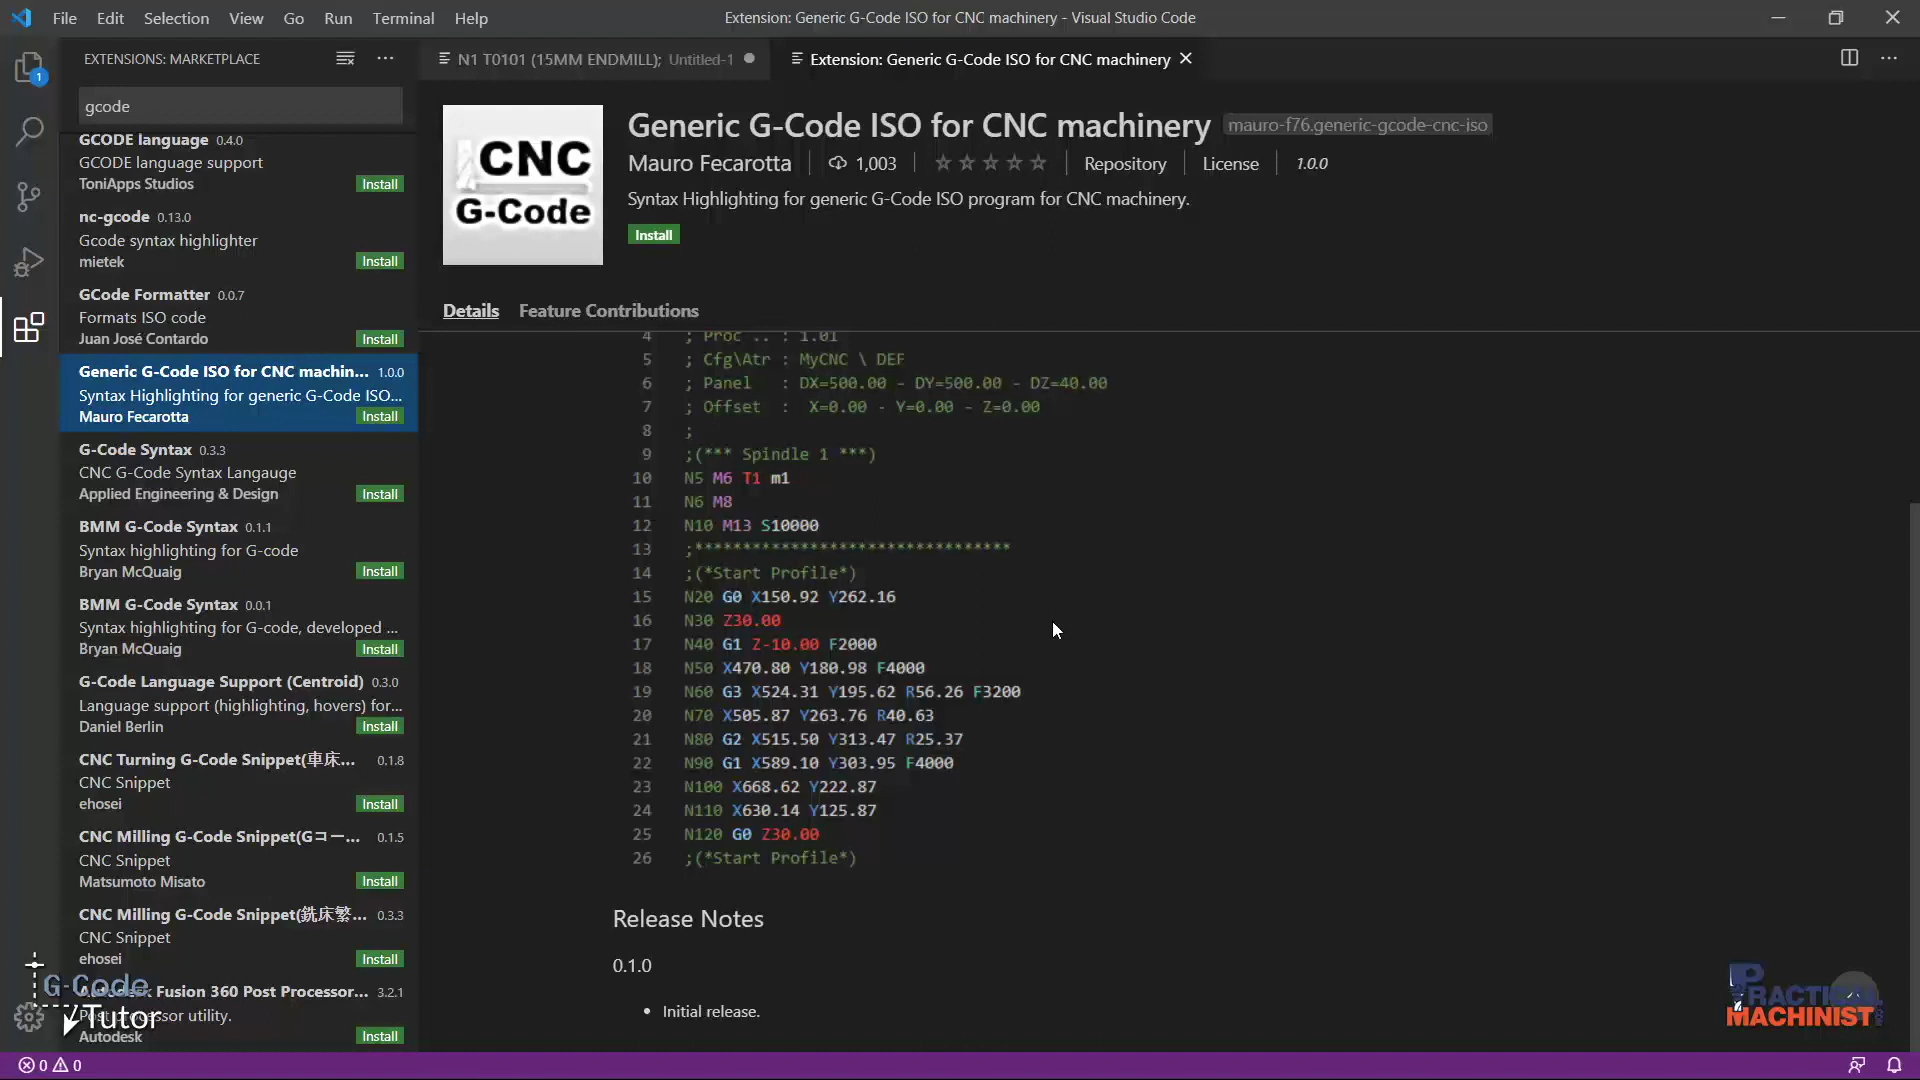 File Edit Selection View Go Run Terminal Help
Extension: Generic G-Code ISO for CNC machinery - Visual Studio Code
EXTENSIONS: MARKETPLACE
N1 T0101 (15MM ENDMILL); Untitled-1
Extension: Generic G-Code ISO for CNC machinery
1
gcode
GCODE language 0.4.0
GCODE language support
ToniApps Studios Install
nc-gcode 0.13.0
Gcode syntax highlighter
mietek Install
GCode Formatter 0.0.7
Formats ISO code
Juan José Contardo Install
Generic G-Code ISO for CNC machin... 1.0.0
Syntax Highlighting for generic G-Code ISO...
Mauro Fecarotta Install
G-Code Syntax 0.3.3
CNC G-Code Syntax Langauge
Applied Engineering & Design Install
BMM G-Code Syntax 0.1.1
Syntax highlighting for G-code
Bryan McQuaig Install
BMM G-Code Syntax 0.0.1
Syntax highlighting for G-code, developed ...
Bryan McQuaig Install
G-Code Language Support (Centroid) 0.3.0
Language support (highlighting, hovers) for...
Daniel Berlin Install
CNC Turning G-Code Snippet(車床... 0.1.8
CNC Snippet
ehosei Install
CNC Milling G-Code Snippet(Gコー... 0.1.5
CNC Snippet
Matsumoto Misato Install
CNC Milling G-Code Snippet(銑床繁... 0.3.3
CNC Snippet
ehosei Install
Autodesk Fusion 360 Post Processor... 3.2.1
Post processor utility.
Autodesk Install
G-Code
Tutor
CNC
G-Code
Generic G-Code ISO for CNC machinery mauro-f76.generic-gcode-cnc-iso
Mauro Fecarotta 1,003 Repository License 1.0.0
Syntax Highlighting for generic G-Code ISO program for CNC machinery.
Install
Details Feature Contributions
4 ; Proc .. : 1.01
5 ; Cfg\Atr : MyCNC \ DEF
6 ; Panel : DX=500.00 - DY=500.00 - DZ=40.00
7 ; Offset : X=0.00 - Y=0.00 - Z=0.00
8 ;
9 ;(*** Spindle 1 ***)
10 N5 M6 T1 m1
11 N6 M8
12 N10 M13 S10000
13 ;*********************************
14 ;(*Start Profile*)
15 N20 G0 X150.92 Y262.16
16 N30 Z30.00
17 N40 G1 Z-10.00 F2000
18 N50 X470.80 Y180.98 F4000
19 N60 G3 X524.31 Y195.62 R56.26 F3200
20 N70 X505.87 Y263.76 R40.63
21 N80 G2 X515.50 Y313.47 R25.37
22 N90 G1 X589.10 Y303.95 F4000
23 N100 X668.62 Y222.87
24 N110 X630.14 Y125.87
25 N120 G0 Z30.00
26 ;(*Start Profile*)
Release Notes
0.1.0
• Initial release.
PRACTICAL
MACHINIST
0 0